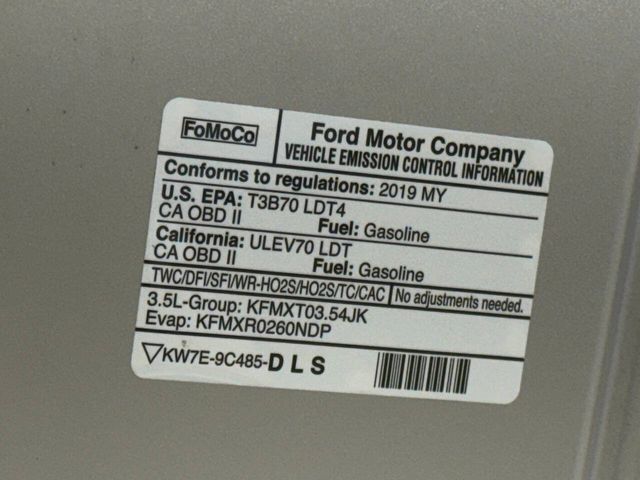 FoMoCo
Ford Motor Company
VEHICLE EMISSION CONTROL INFORMATION
Conforms to regulations: 2019 MY
U.S. EPA: T3B70 LDT4
CA OBD II Fuel: Gasoline
California: ULEV70 LDT
CA OBD II Fuel: Gasoline
TWC/DFI/SFI/WR-HO2S/HO2S/TC/CAC No adjustments needed.
3.5L-Group: KFMXT03.54JK
Evap: KFMXR0260NDP
KW7E-9C485-DLS